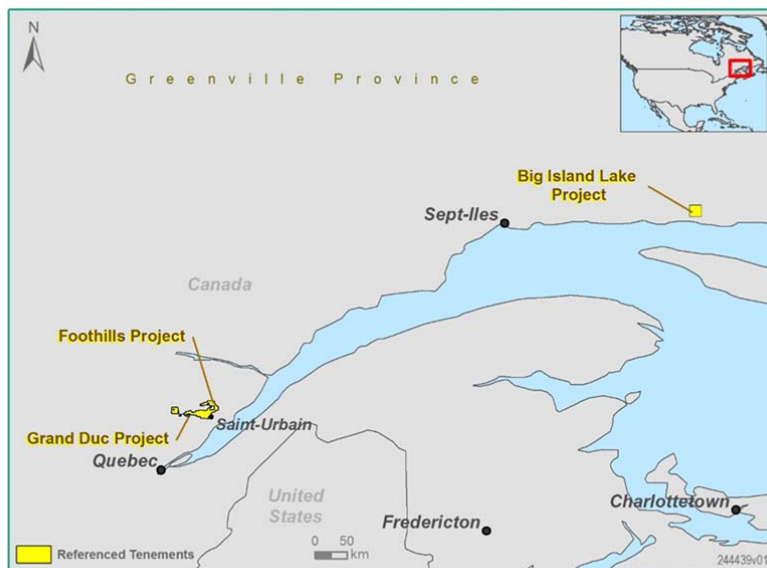 N
Greenville Province
Big Island Lake
Project
Sept-Iles
Canada
Foothills Project
Saint-Urbain
Grand Duc Project
Quebec
United
States
Charlottetown
Fredericton
0 50
km
Referenced Tenements
244439v01